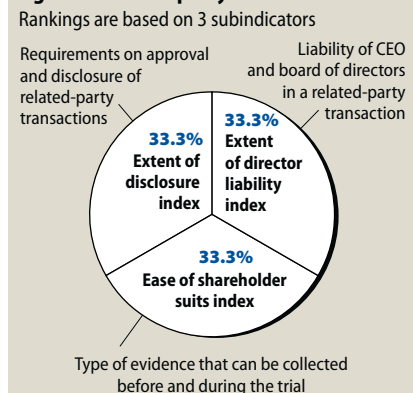 Rankings are based on 3 subindicators
Requirements on approval
and disclosure of
related-party
transactions
Liability of CEO
and board of directors
in a related-party
transaction
33.3%
Extent of
disclosure
index
33.3%
Extent
of director
liability
index
33.3%
Ease of shareholder
suits index
Type of evidence that can be collected
before and during the trial